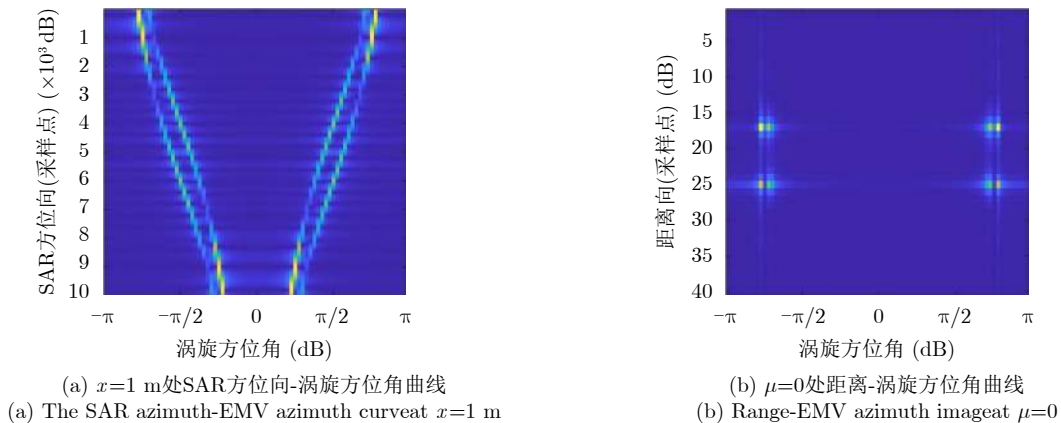 SAR方位向(采样点) (×10³ dB)
1
2
3
4
5
6
7
8
9
10
−π
−π/2
0
π/2
π
涡旋方位角 (dB)
(a) x=1 m处SAR方位向-涡旋方位角曲线
(a) The SAR azimuth-EMV azimuth curveat x=1 m
距离向(采样点) (dB)
5
10
15
20
25
30
35
40
−π
−π/2
0
π/2
π
涡旋方位角 (dB)
(b) μ=0处距离-涡旋方位角曲线
(b) Range-EMV azimuth imageat μ=0